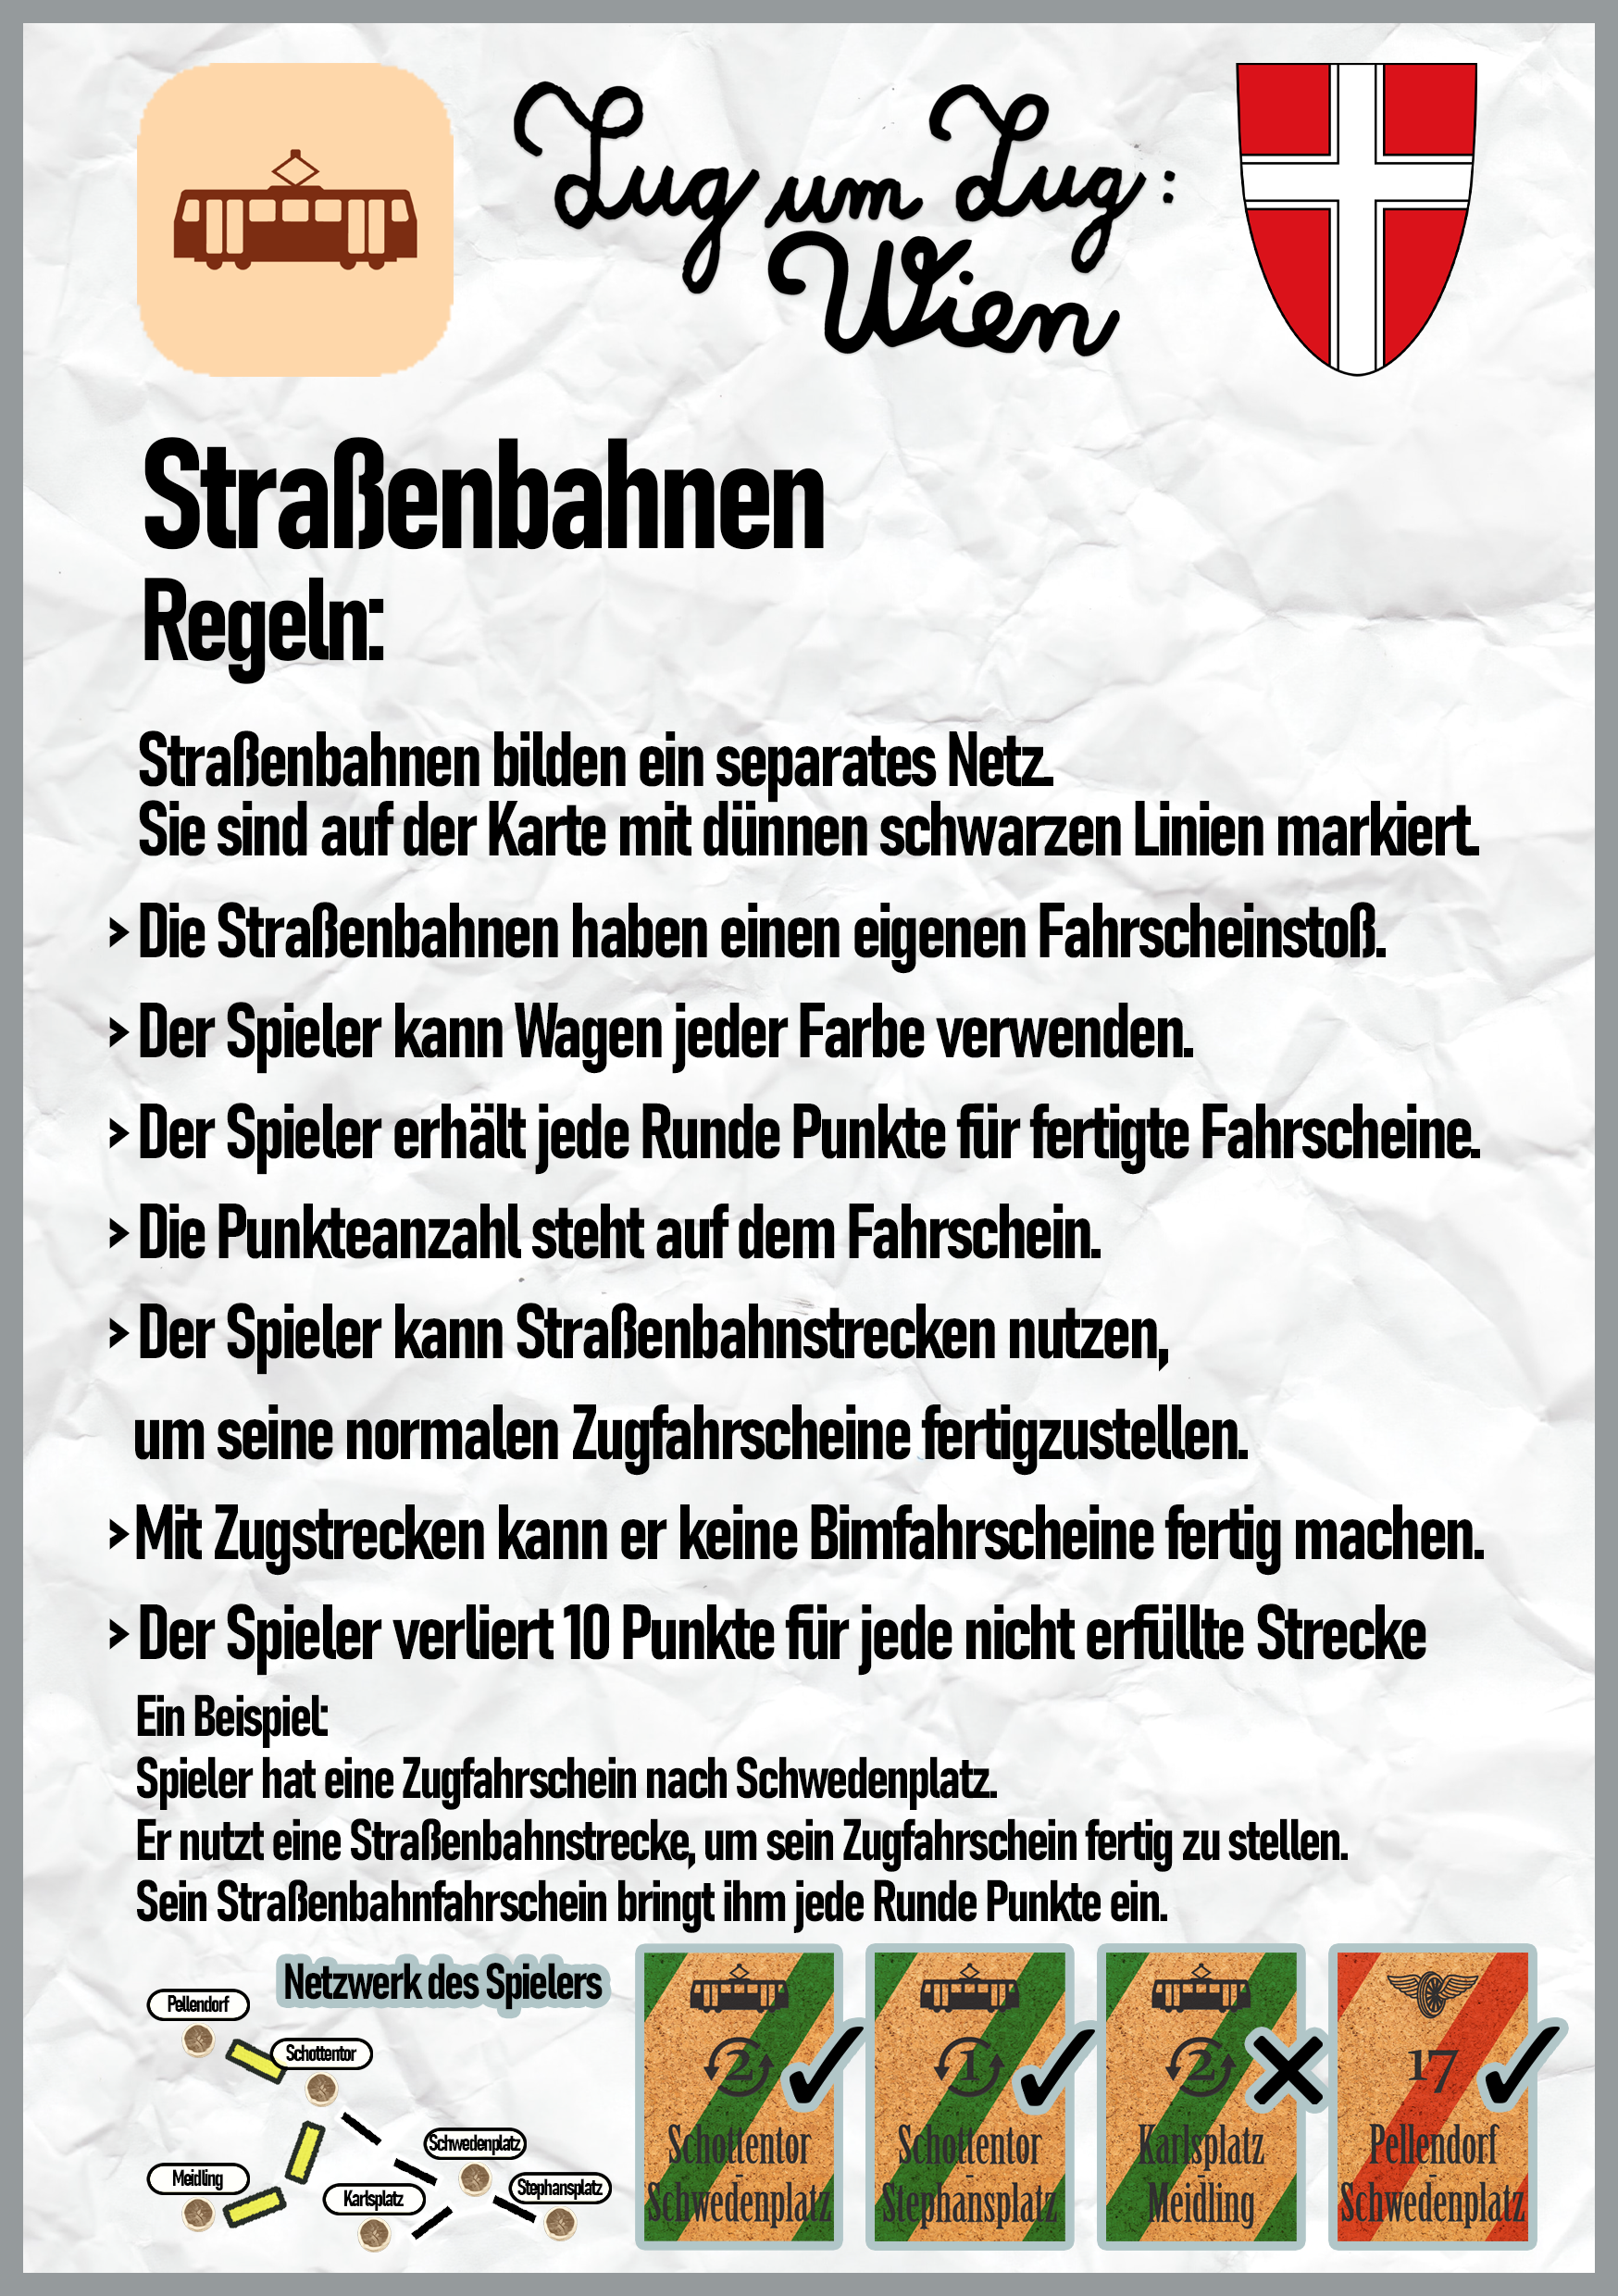 Zug um Zug:
Wien
Straßenbahnen
Regeln:
Straßenbahnen bilden ein separates Netz.
Sie sind auf der Karte mit dünnen schwarzen Linien markiert.
> Die Straßenbahnen haben einen eigenen Fahrscheinstoß.
> Der Spieler kann Wagen jeder Farbe verwenden.
> Der Spieler erhält jede Runde Punkte für fertigte Fahrscheine.
> Die Punkteanzahl steht auf dem Fahrschein.
> Der Spieler kann Straßenbahnstrecken nutzen,
um seine normalen Zugfahrscheine fertigzustellen.
> Mit Zugstrecken kann er keine Bimfahrscheine fertig machen.
> Der Spieler verliert 10 Punkte für jede nicht erfüllte Strecke
Ein Beispiel:
Spieler hat eine Zugfahrschein nach Schwedenplatz.
Er nutzt eine Straßenbahnstrecke, um sein Zugfahrschein fertig zu stellen.
Sein Straßenbahnfahrschein bringt ihm jede Runde Punkte ein.
Netzwerk des Spielers
Pellendorf
Schottentor
Schwedenplatz
Meidling
Karlsplatz
Stephansplatz
2
Schottentor
-
Schwedenplatz
1
Schottentor
-
Stephansplatz
2
Karlsplatz
-
Meidling
17
Pellendorf
-
Schwedenplatz